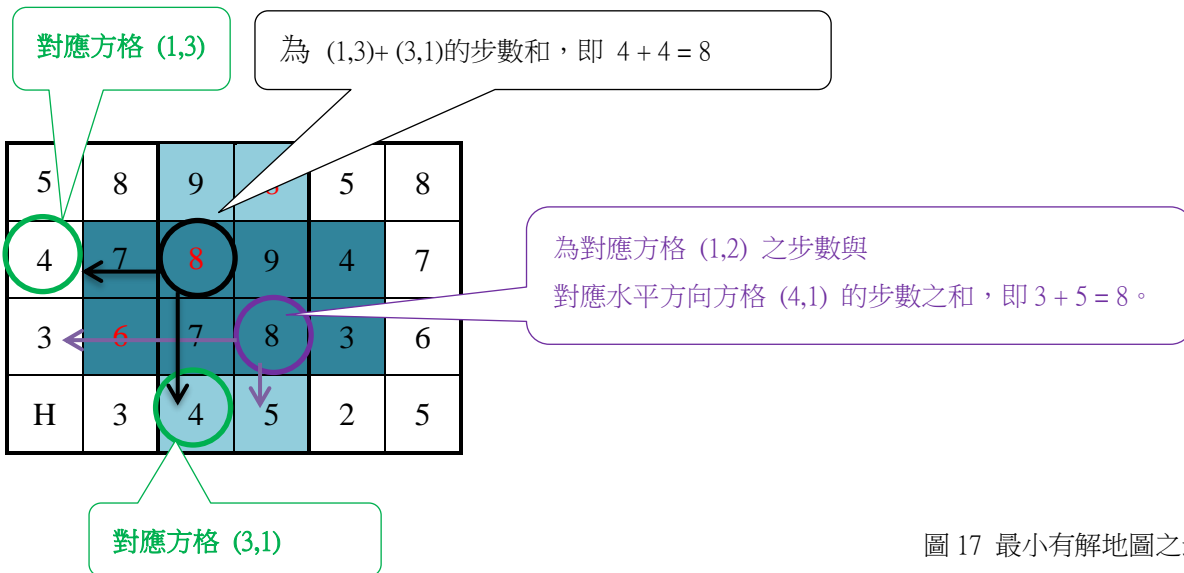 對應方格 (1,3)
為 (1,3)+ (3,1)的步數和，即 4 + 4 = 8
5 8 9 5 8
4 7 8 9 4 7
為對應方格 (1,2) 之步數與
對應水平方向方格 (4,1) 的步數之和，即 3 + 5 = 8。
3 6 7 8 3 6
H 3 4 5 2 5
對應方格 (3,1)
圖 17 最小有解地圖之